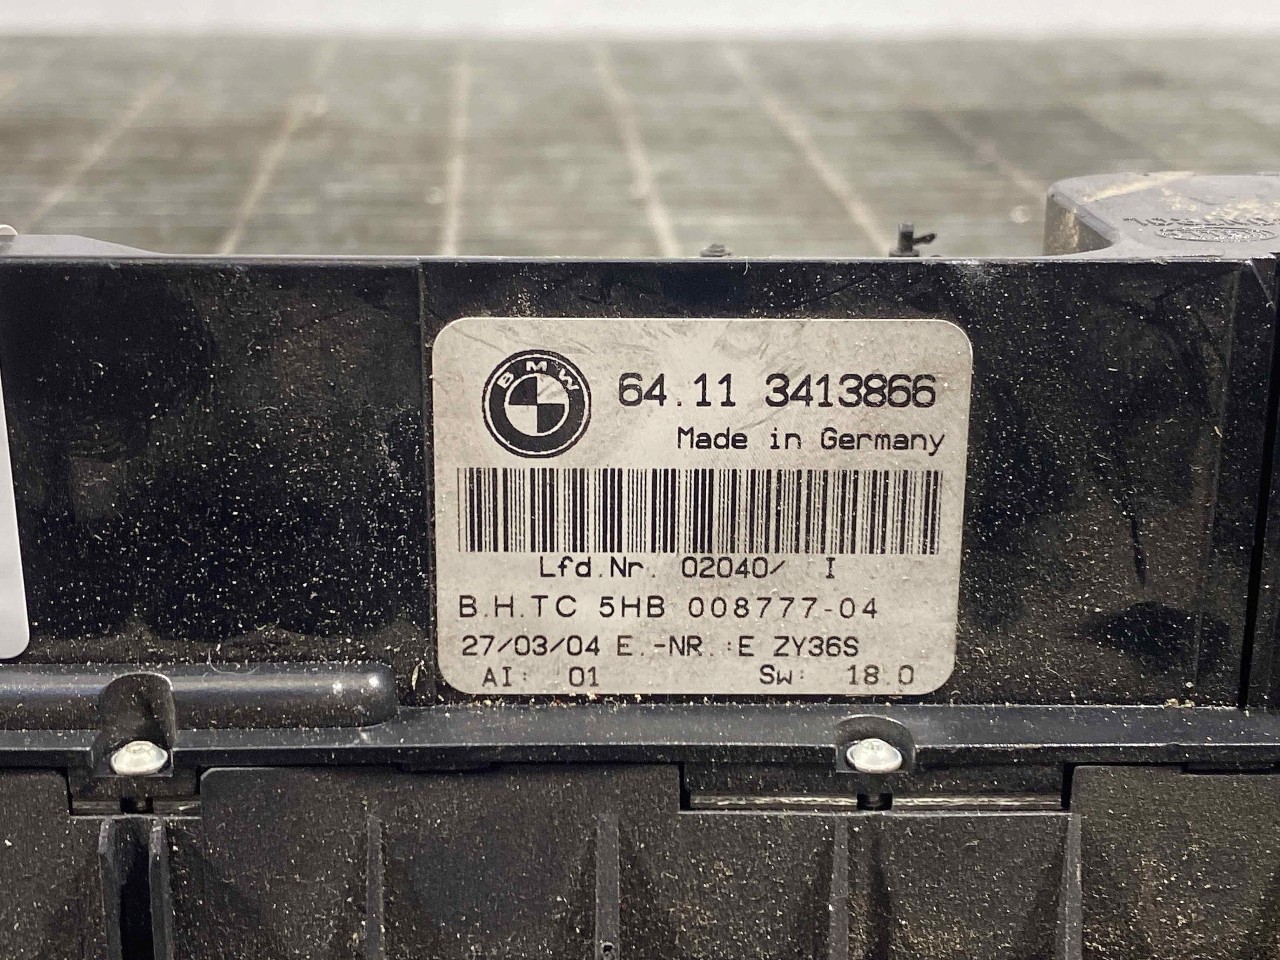 BMW
64.11 3413866
Made in Germany
Lfd.Nr. 02040/ I
B.H.TC 5HB 008777-04
27/03/04 E.-NR.:E ZY36S
AI: 01 Sw: 18.0